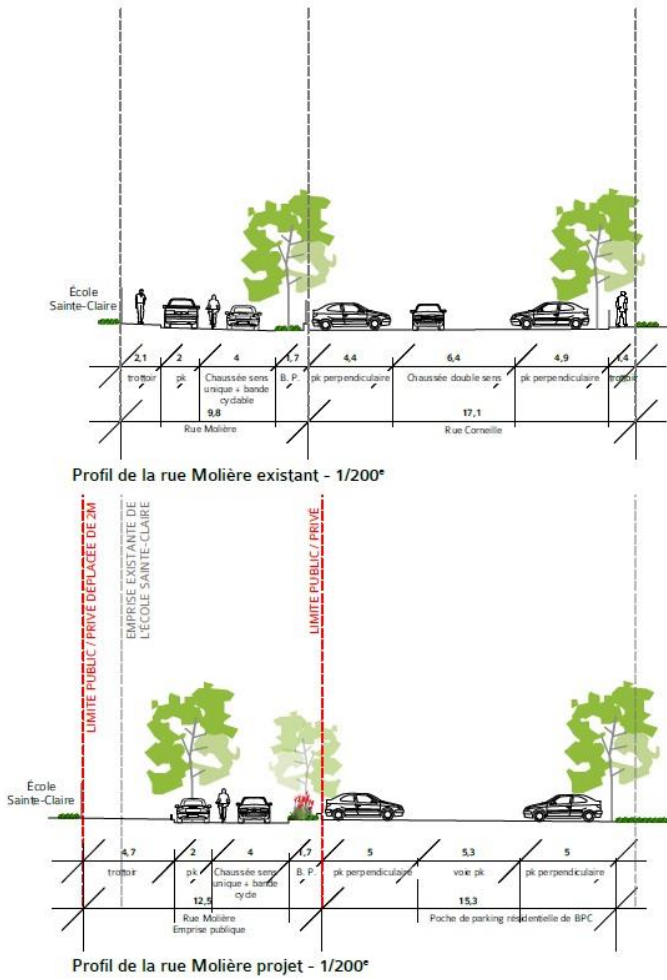 École
Sainte-Claire
2,1 2 4 1,7 4,4 6,4 4,9 1,4
trottoir pk Chaussée sens B. P. pk perpendiculaire Chaussée double sens pk perpendiculaire trottoir
unique + bande
cyclable
9,8 17,1
Rue Molière Rue Corneille
Profil de la rue Molière existant - 1/200e
LIMITE PUBLIC / PRIVÉ DÉPLACÉE DE 2M
EMPRISE EXISTANTE DE
L'ÉCOLE SAINTE-CLAIRE
LIMITE PUBLIC / PRIVÉ
École
Sainte-Claire
4,7 2 4 1,7 5 5,3 5
trottoir pk Chaussée sens B. P. pk perpendiculaire voie pk pk perpendiculaire
unique + bande
cycle
12,5 15,3
Rue Molière Poche de parking résidentielle de BPC
Emprise publique
Profil de la rue Molière projet - 1/200e